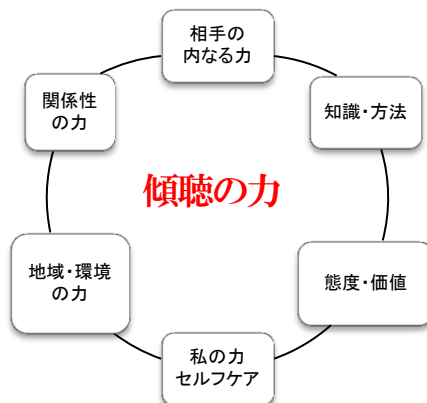 相手の
内なる力
関係性
の力
知識・方法
傾聴の力
地域・環境
の力
態度・価値
私の力
セルフケア